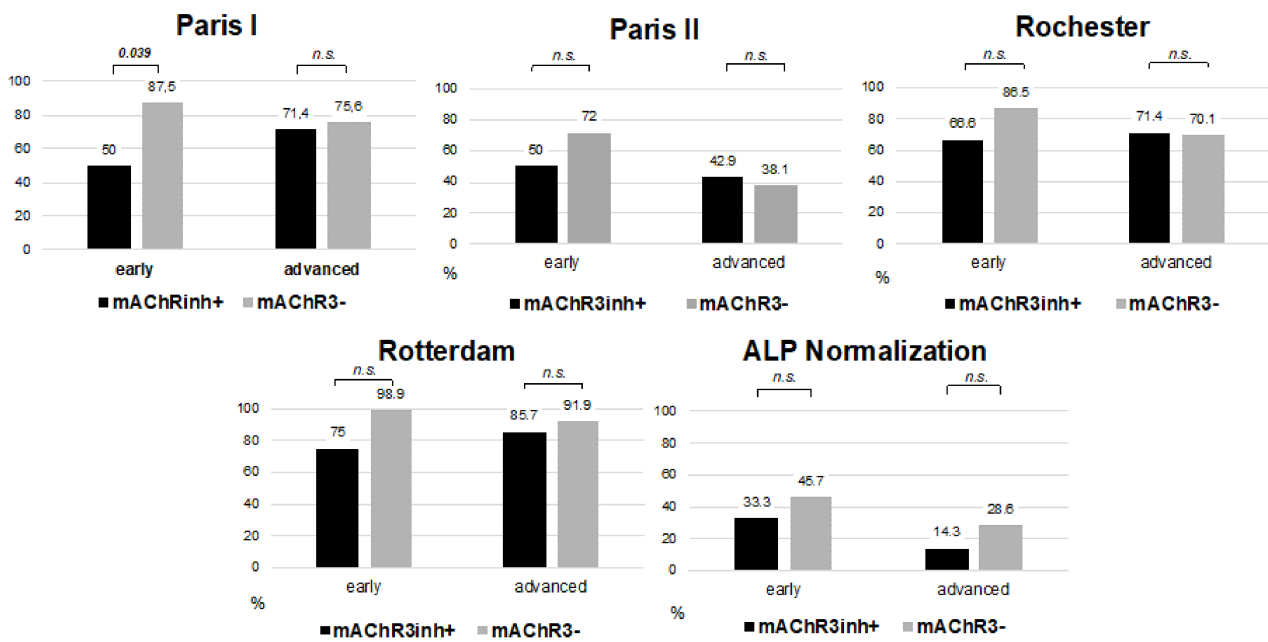 Paris I
0.039
n.s.
100
80
60
40
20
0
50
87,5
71,4
75,6
early
advanced
mAChRinh+
mAChR3-
Paris II
n.s.
n.s.
100
80
60
40
20
0
50
72
42.9
38.1
early
advanced
%
mAChR3inh+
mAChR3-
Rochester
n.s.
n.s.
100
80
60
40
20
0
66.6
86.5
71.4
70.1
early
advanced
%
mAChR3inh+
mAChR3-
Rotterdam
n.s.
n.s.
100
80
60
40
20
0
75
98.9
85.7
91.9
early
advanced
%
mAChR3inh+
mAChR3-
ALP Normalization
n.s.
n.s.
100
80
60
40
20
0
33.3
45.7
14.3
28.6
early
advanced
%
mAChR3inh+
mAChR3-